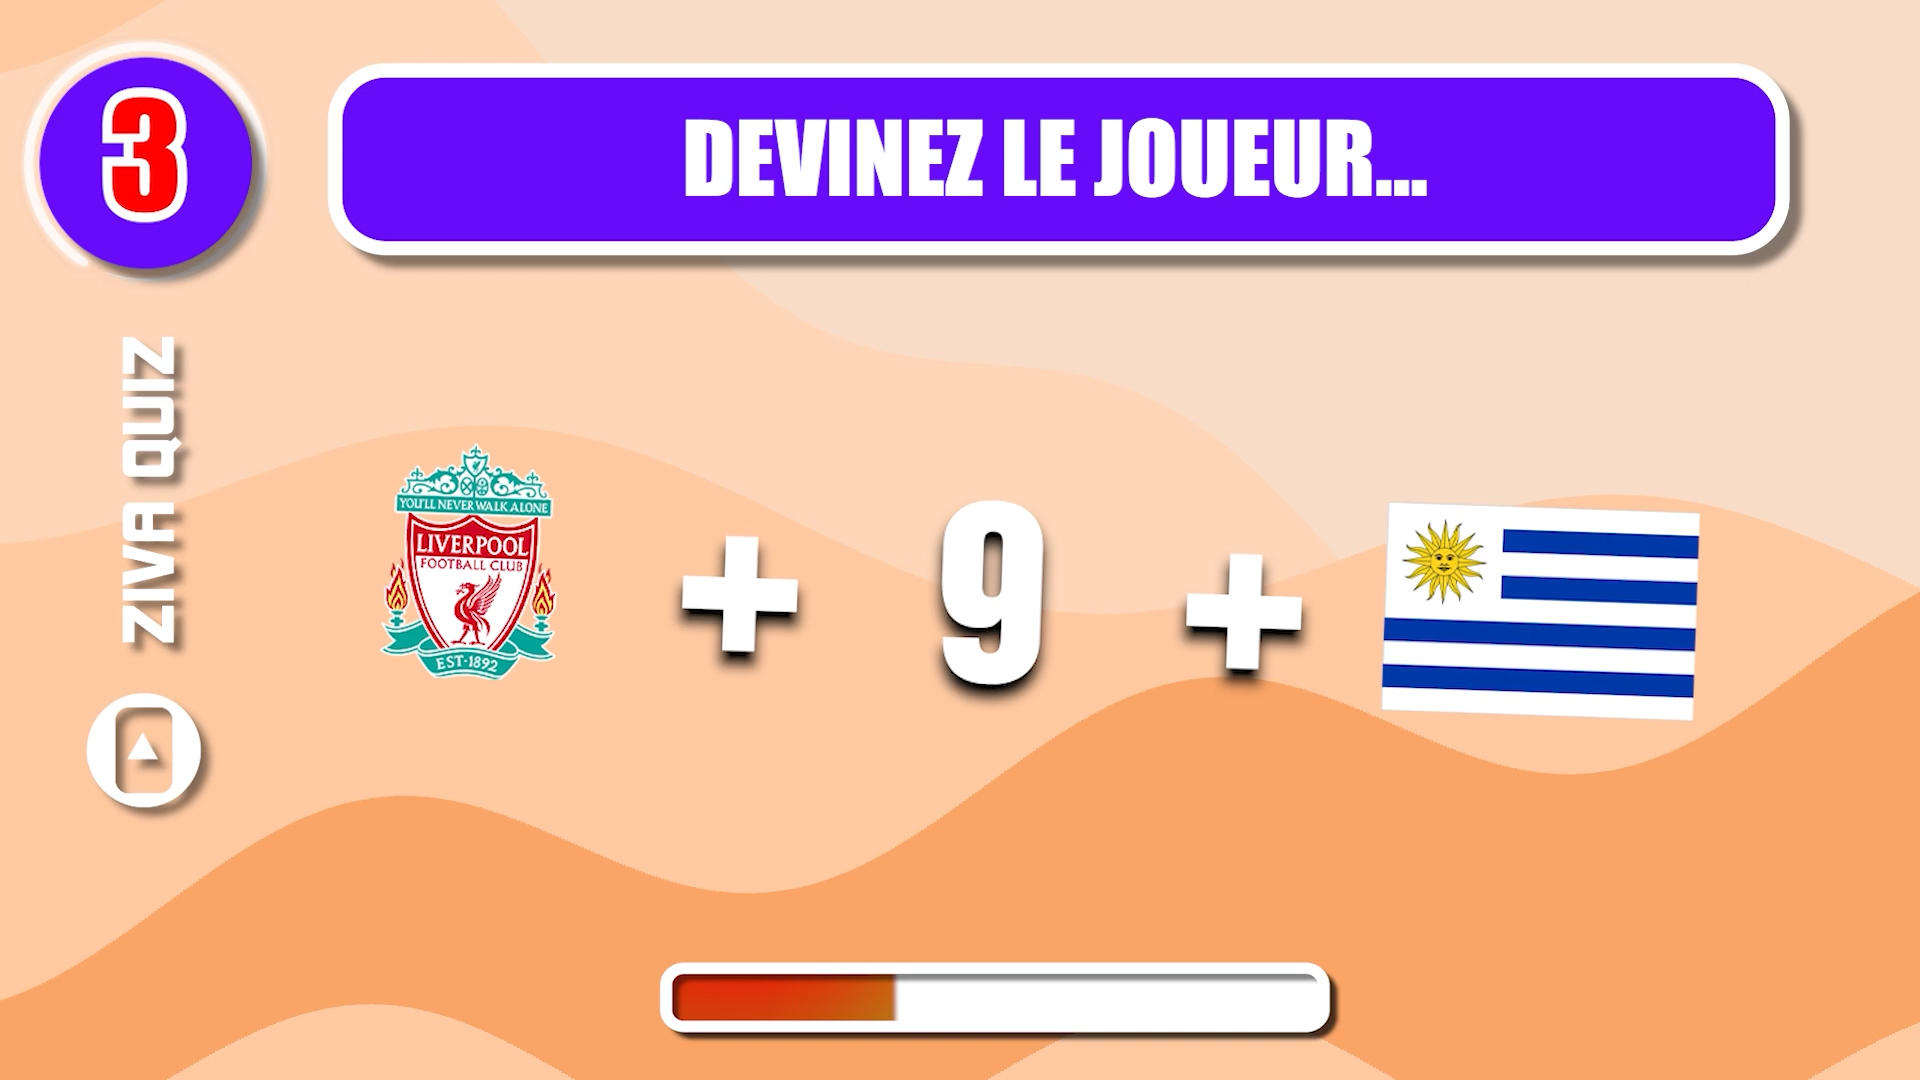 3
DEVINEZ LE JOUEUR...
ZIVA QUIZ
YOU'LL NEVER WALK ALONE
LIVERPOOL
FOOTBALL CLUB
EST·1892
+ 9 +